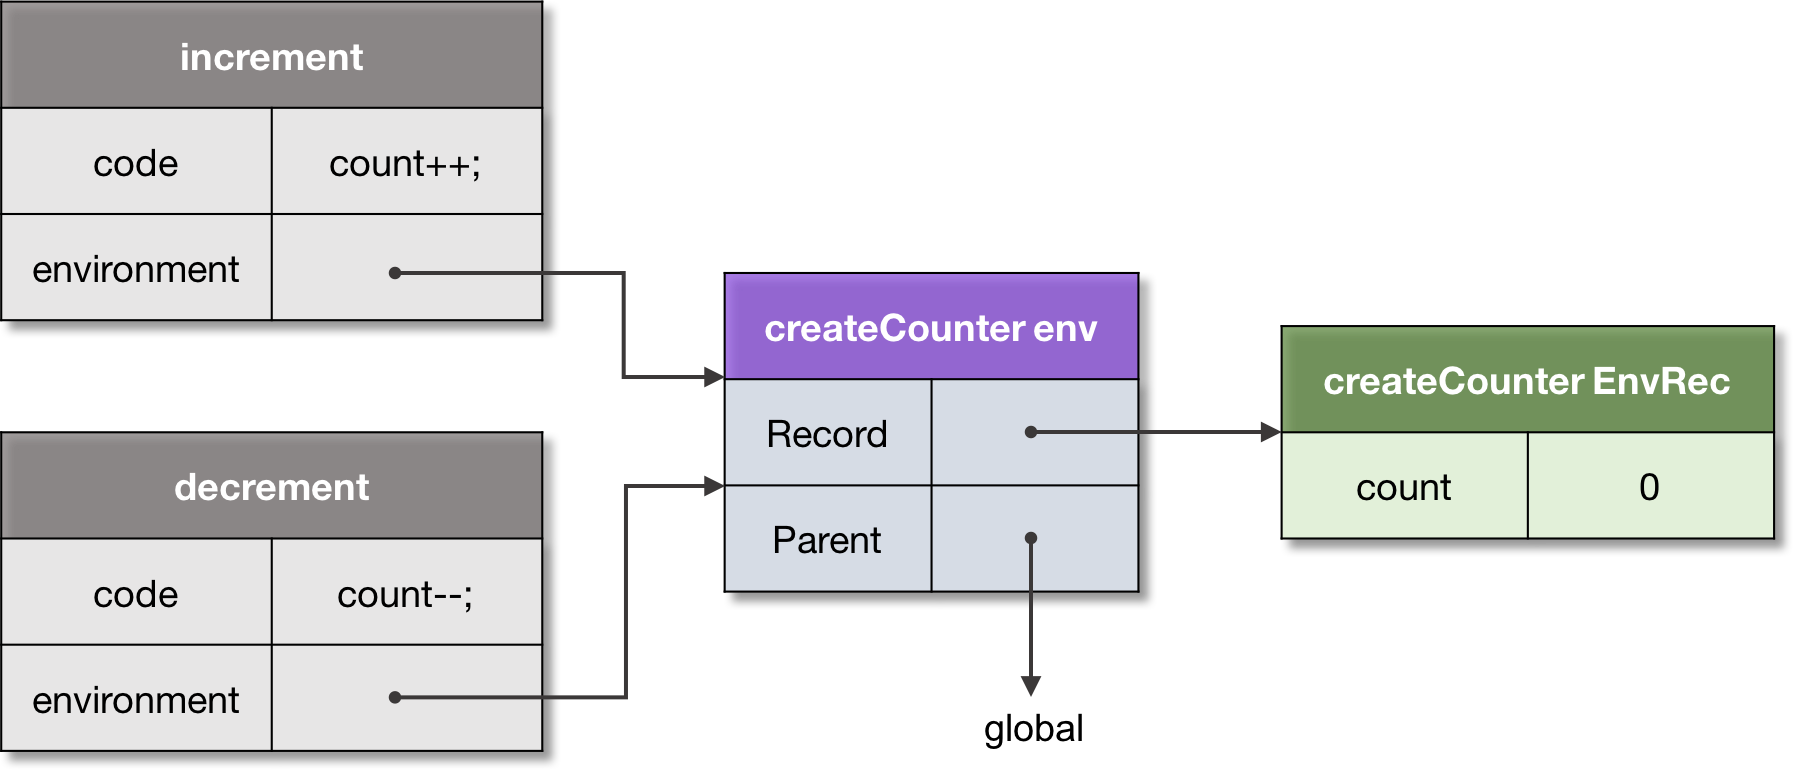 increment
code count++;
environment
decrement
code count--;
environment
createCounter env
Record
Parent
global
createCounter EnvRec
count 0